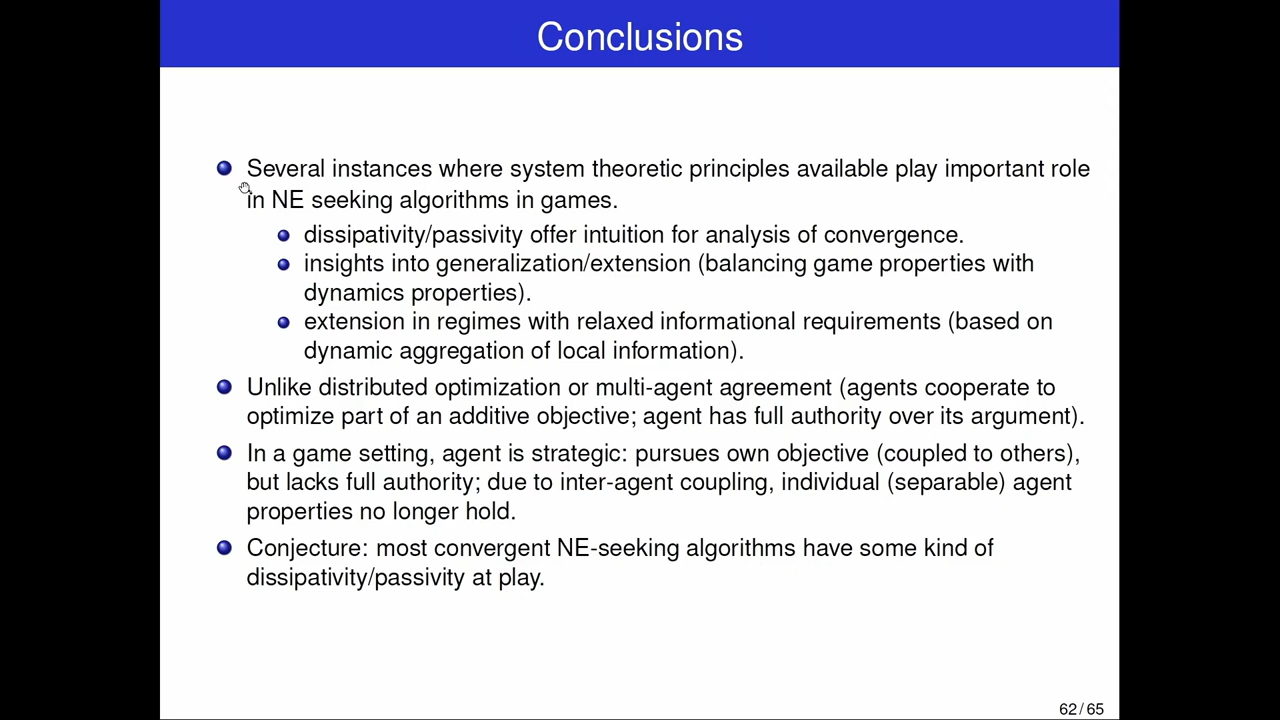 Conclusions
Several instances where system theoretic principles available play important role
in NE seeking algorithms in games.
dissipativity/passivity offer intuition for analysis of convergence.
insights into generalization/extension (balancing game properties with
dynamics properties).
extension in regimes with relaxed informational requirements (based on
dynamic aggregation of local information).
Unlike distributed optimization or multi-agent agreement (agents cooperate to
optimize part of an additive objective; agent has full authority over its argument).
In a game setting, agent is strategic: pursues own objective (coupled to others),
but lacks full authority; due to inter-agent coupling, individual (separable) agent
properties no longer hold.
Conjecture: most convergent NE-seeking algorithms have some kind of
dissipativity/passivity at play.
62/65